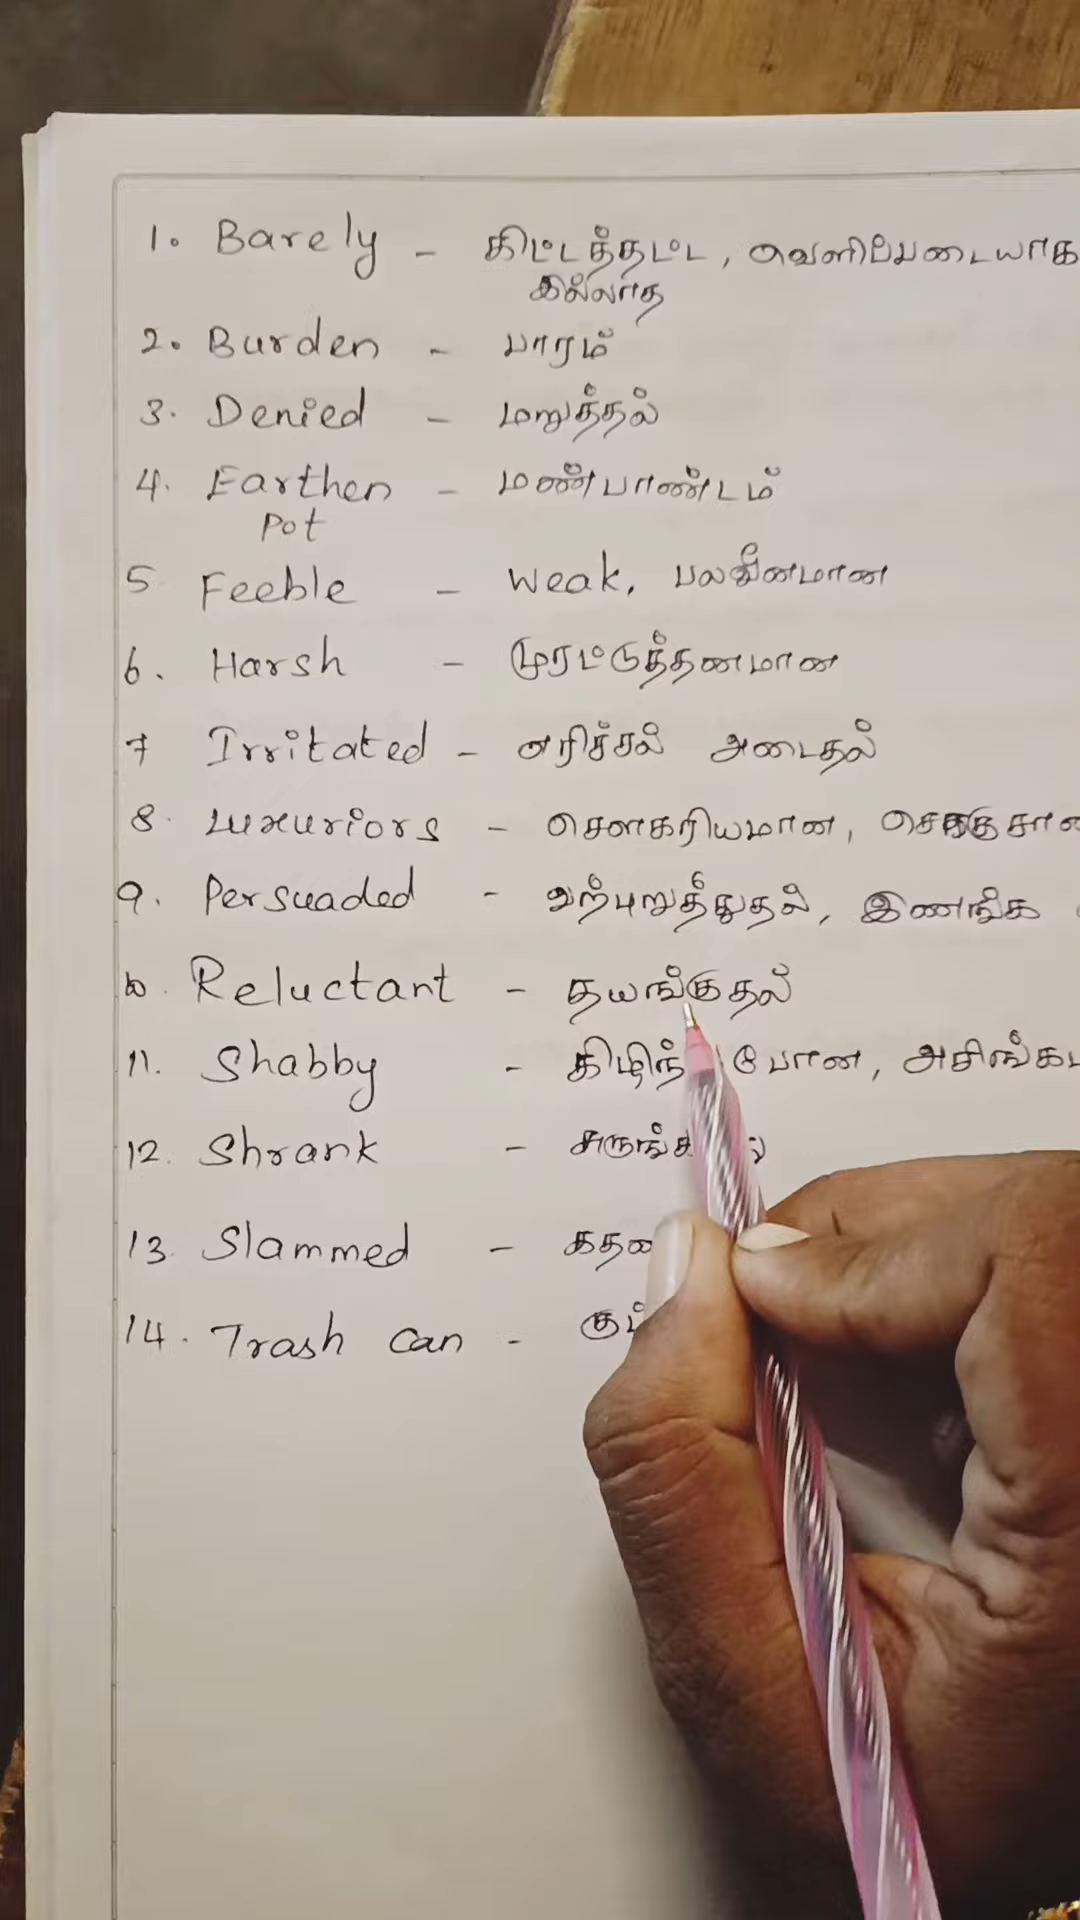 1. Barely - கிட்டத்தட்ட, வெளிப்படையாக
இல்லாத
2. Burden - பாரம்
3. Denied - மறுத்தல்
4. Earthen - மண்பாண்டம்
Pot
5 Feeble - weak, பலவீனமான
6. Harsh - முரட்டுத்தனமான
7 Irritated - எரிச்சல் அடைதல்
8. Luxuriors - சௌகரியமான,
9. Persuaded - வற்புறுத்துதல், இணங்க
10. Reluctant - தயங்குதல்
11. Shabby - போன,
12. Shrank -
13. Slammed -
14. Trash can -